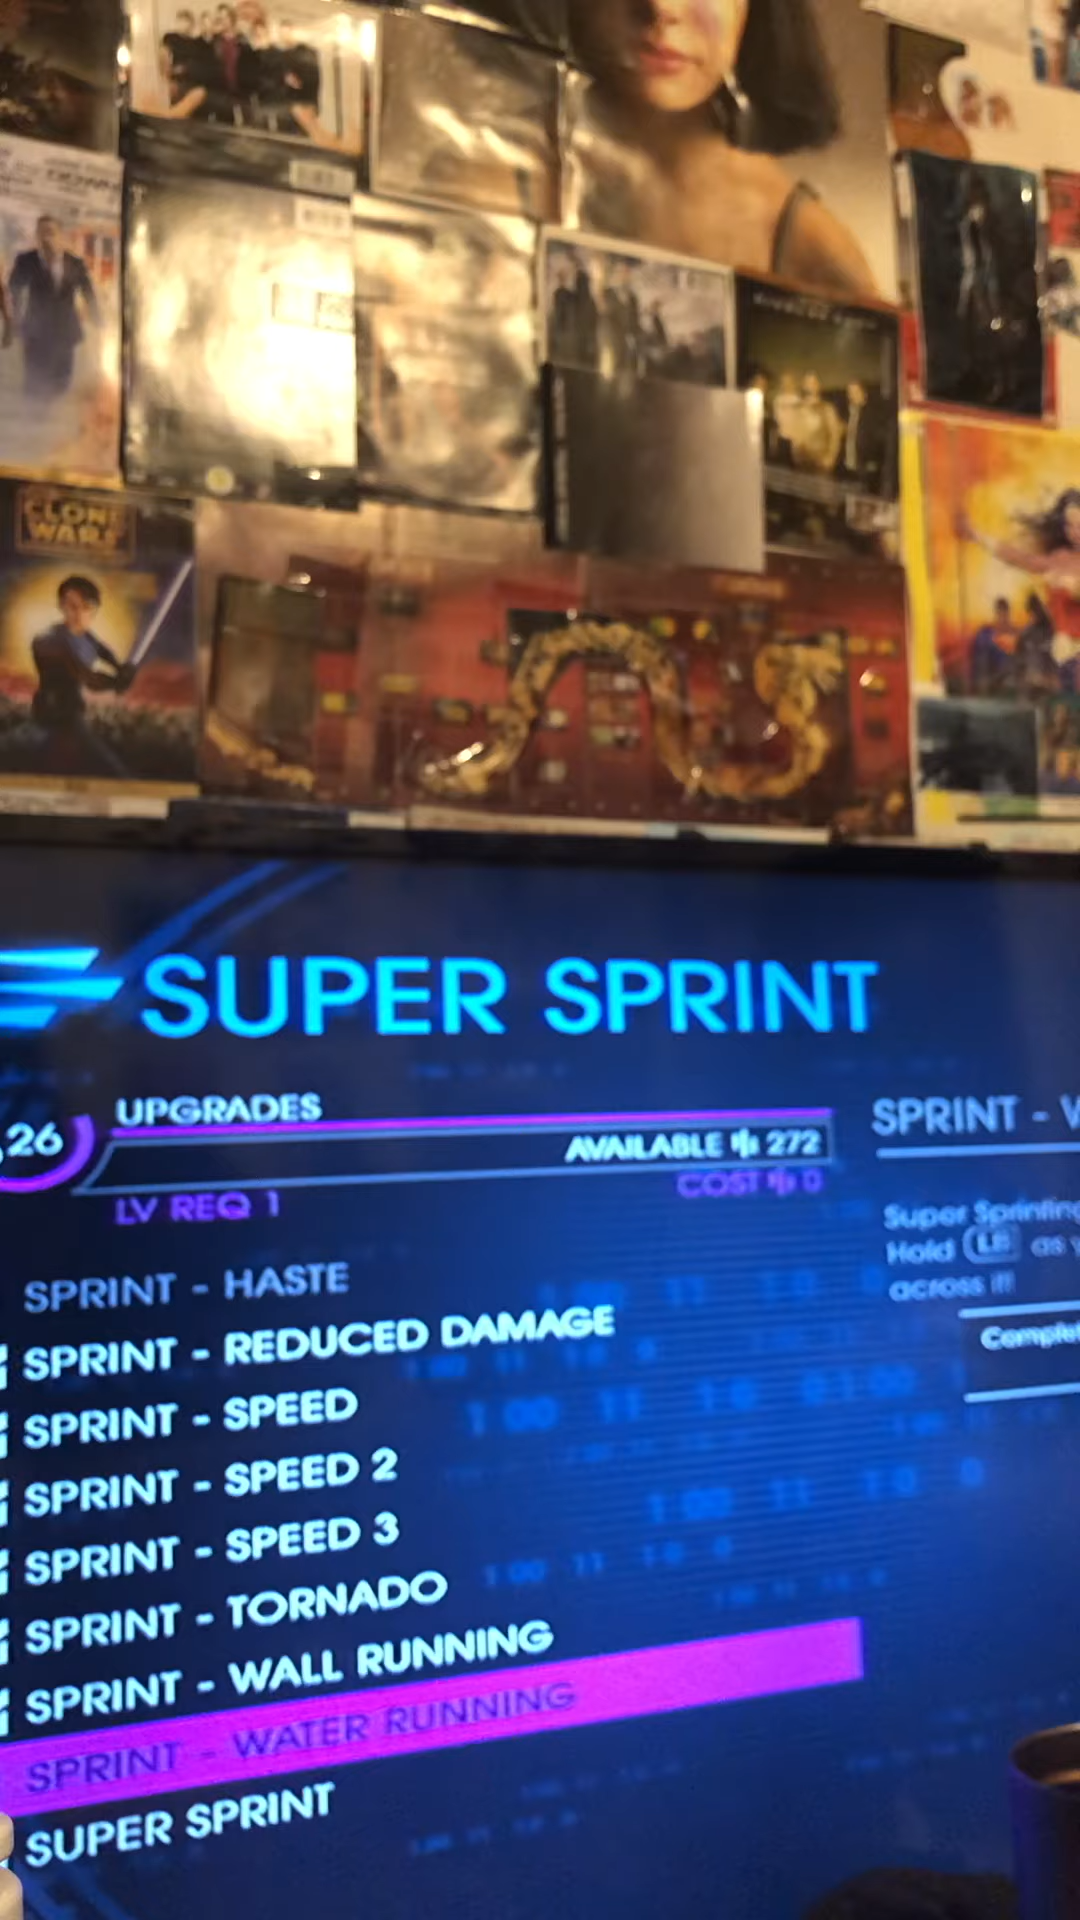 CLONE
WARS
SUPER SPRINT
26
UPGRADES
AVAILABLE 272
LV REQ 1
COST 0
SPRINT - HASTE
SPRINT - REDUCED DAMAGE
SPRINT - SPEED
SPRINT - SPEED 2
SPRINT - SPEED 3
SPRINT - TORNADO
SPRINT - WALL RUNNING
SPRINT - WATER RUNNING
SUPER SPRINT
SPRINT -
Super Sprinting
Hold LB as
across it!